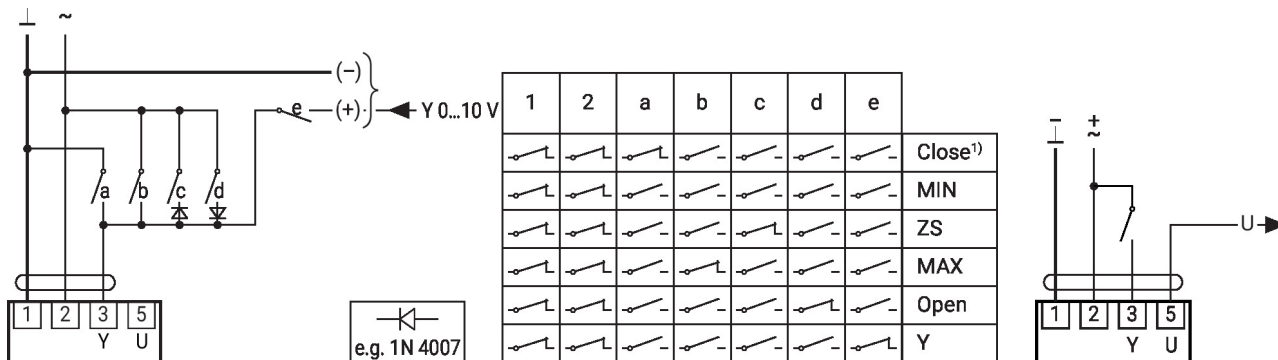 ⊥ ~
(−)
e (+) Y 0...10 V
a b c d
1 2 3 5
Y U
e.g. 1N 4007
1 2 a b c d e
Close¹⁾
MIN
ZS
MAX
Open
Y
− +
⊥ ~
U
1 2 3 5
Y U